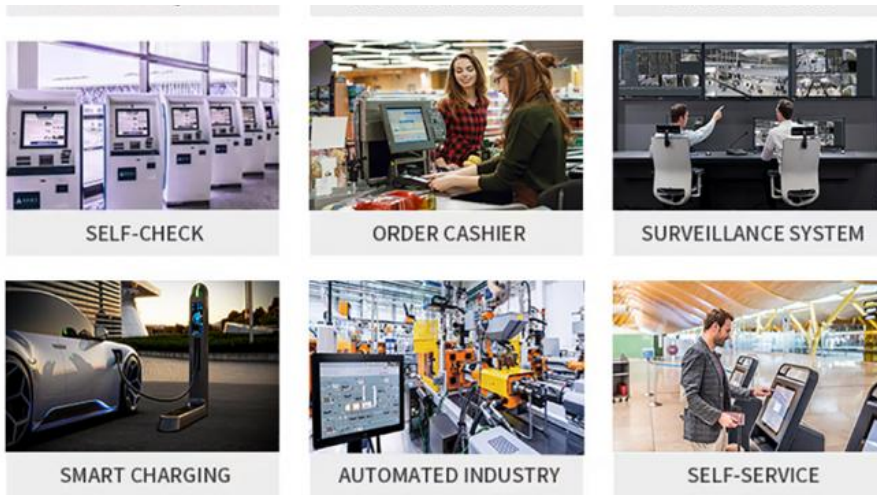 SELF-CHECK
ORDER CASHIER
SURVEILLANCE SYSTEM
SMART CHARGING
AUTOMATED INDUSTRY
SELF-SERVICE